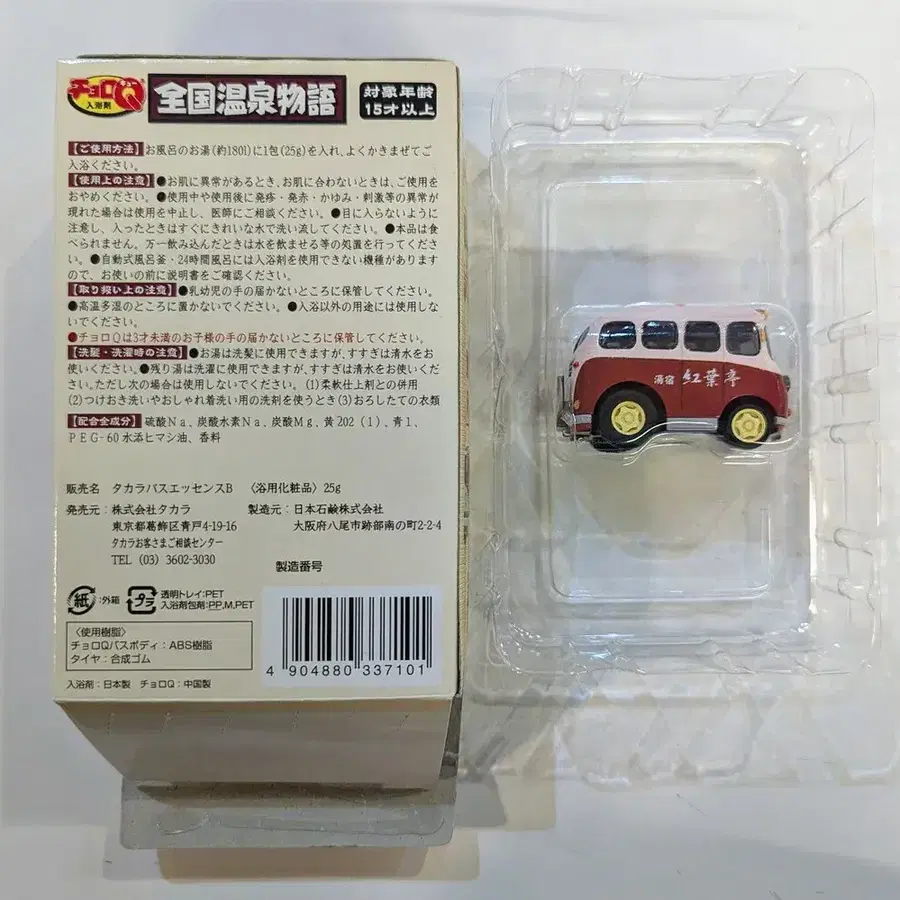 チョロQ
入浴剤
全国温泉物語
対象年齢
15才以上
【ご使用方法】お風呂のお湯(約180l)に1包(25g)を入れ、よくかきまぜてご
入浴ください。
【使用上の注意】●お肌に異常があるとき、お肌に合わないときは、ご使用を
おやめください。●使用中や使用後に発疹・発赤・かゆみ・刺激等の異常が
現れた場合は使用を中止し、医師にご相談ください。●目に入らないように
注意し、入ったときはすぐにきれいな水で洗い流してください。●本品は食
べられません。万一飲み込んだときは水を飲ませる等の処置を行ってくださ
い。●自動式風呂釜・24時間風呂には入浴剤を使用できない機種があります
ので、お使いの前に説明書をご確認ください。
【取り扱い上の注意】●乳幼児の手の届かないところに保管してください。
●高温多湿のところに置かないでください。●入浴以外の用途には使用しな
いでください。
●チョロQは3才未満のお子様の手の届かないところに保管してください。
【洗髪・洗濯時の注意】●お湯は洗髪に使用できますが、すすぎは清水をお
使いください。●残り湯は洗濯に使用できますが、すすぎは清水をお使いくだ
さい。ただし次の場合は使用しないでください。(1)柔軟仕上剤との併用
(2)つけおき洗いやおしゃれ着洗い用の洗剤を使うとき(3)おろしたての衣類
【配合全成分】硫酸Na、炭酸水素Na、炭酸Mg、黄202(1)、青1、
PEG-60水添ヒマシ油、香料
販売名 タカラバスエッセンスB 〈浴用化粧品〉25g
発売元：株式会社タカラ 製造元：日本石鹸株式会社
東京都葛飾区青戸4-19-16 大阪府八尾市跡部南の町2-2-4
タカラお客さまご相談センター
TEL (03) 3602-3030
製造番号
紙：外箱 プラ 透明トレイ:PET
入浴剤包剤:PP,M,PET
〈使用樹脂〉
チョロQバスボディ：ABS樹脂
タイヤ：合成ゴム
4 904880 337101
入浴剤：日本製 チョロQ：中国製
湯宿 紅葉亭